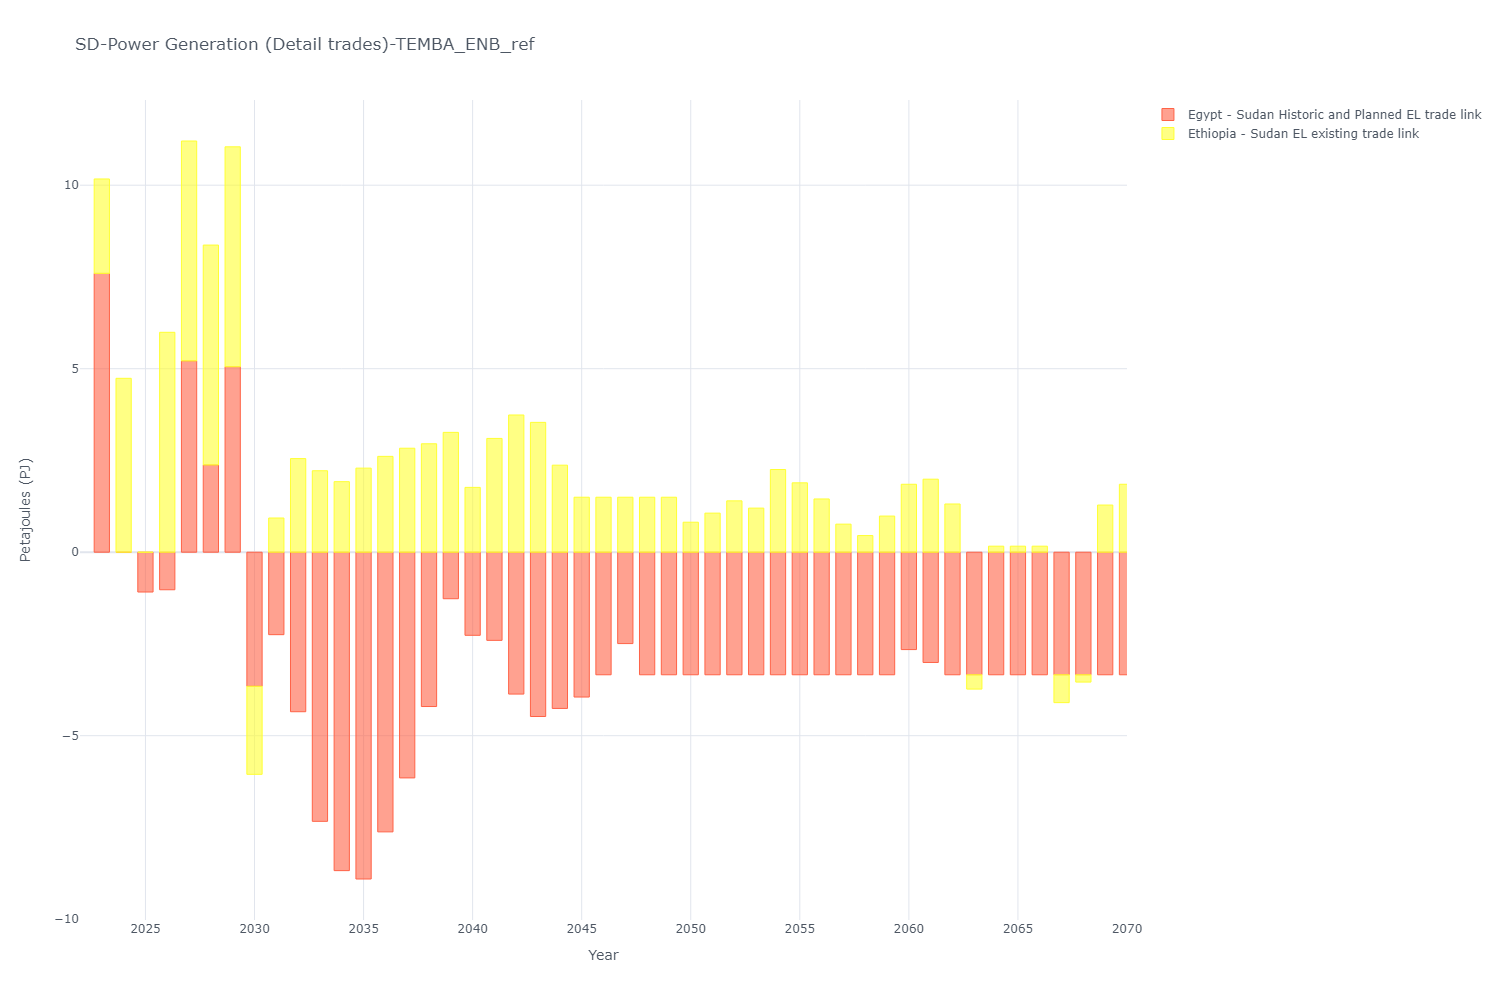 SD-Power Generation (Detail trades)-TEMBA_ENB_ref
Egypt - Sudan Historic and Planned EL trade link
Ethiopia - Sudan EL existing trade link
10
5
0
−5
−10
Petajoules (PJ)
2025 2030 2035 2040 2045 2050 2055 2060 2065 2070
Year